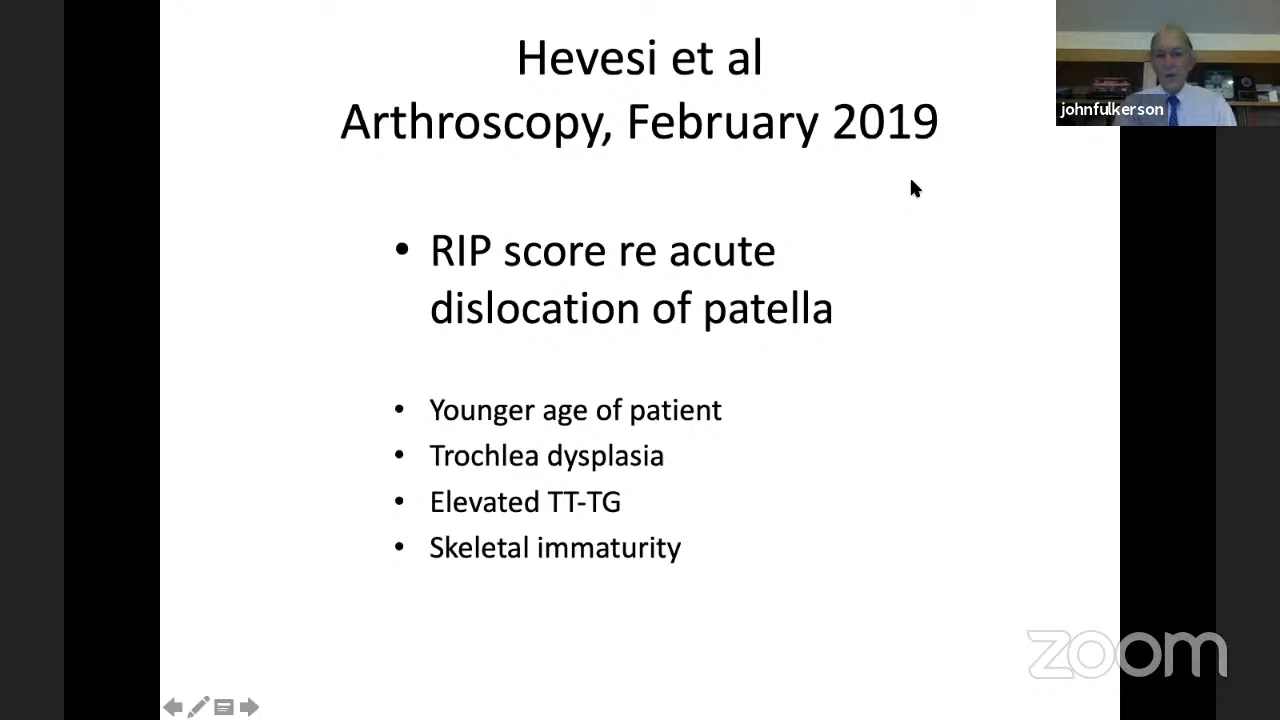 Hevesi et al
Arthroscopy, February 2019
johnfulkerson
• RIP score re acute
dislocation of patella
• Younger age of patient
• Trochlea dysplasia
• Elevated TT-TG
• Skeletal immaturity
zoom